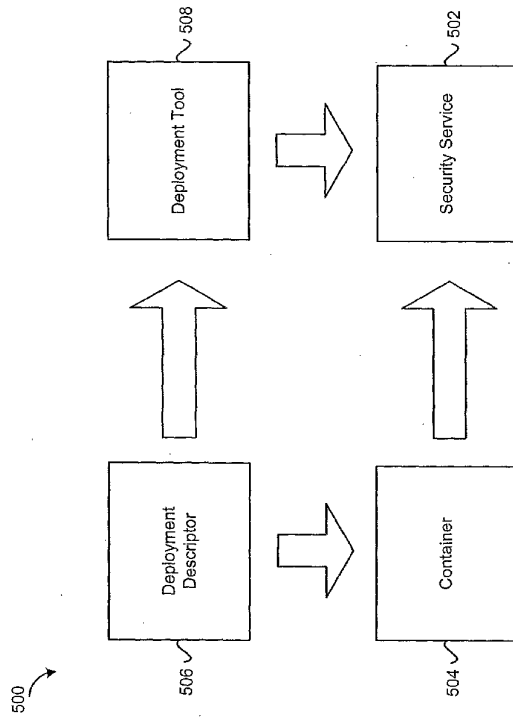 500
Deployment
Descriptor
506
Deployment Tool
508
Container
504
Security Service
502